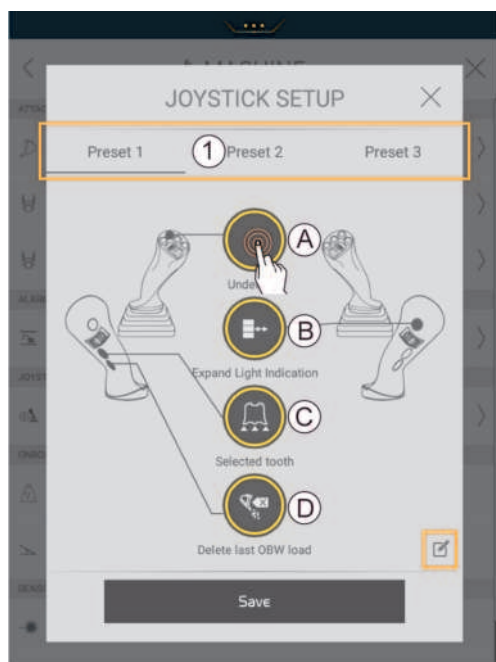 JOYSTICK SETUP
Preset 1
1
Preset 2
Preset 3
A
B
Expand Light Indication
C
Selected tooth
D
Delete last OBW load
Save